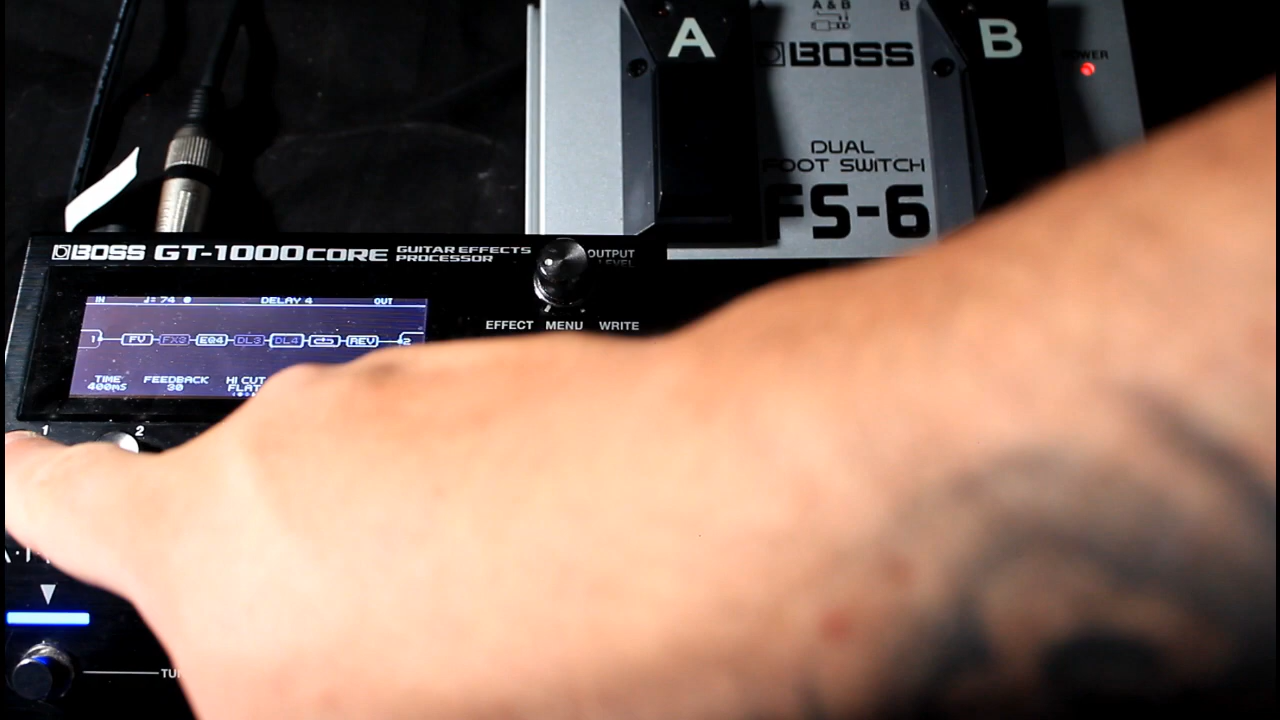 A
A & B
B
BOSS
B
POWER
DUAL
FOOT SWITCH
FS-6
BOSS GT-1000CORE GUITAR EFFECTS PROCESSOR
OUTPUT
LEVEL
IN ♩= 74 DELAY 4 OUT
EFFECT MENU WRITE
1 FV FX3 EQ4 DL3 DL4 REV 2
TIME FEEDBACK HI CUT
400mS 30 FLAT
1 2